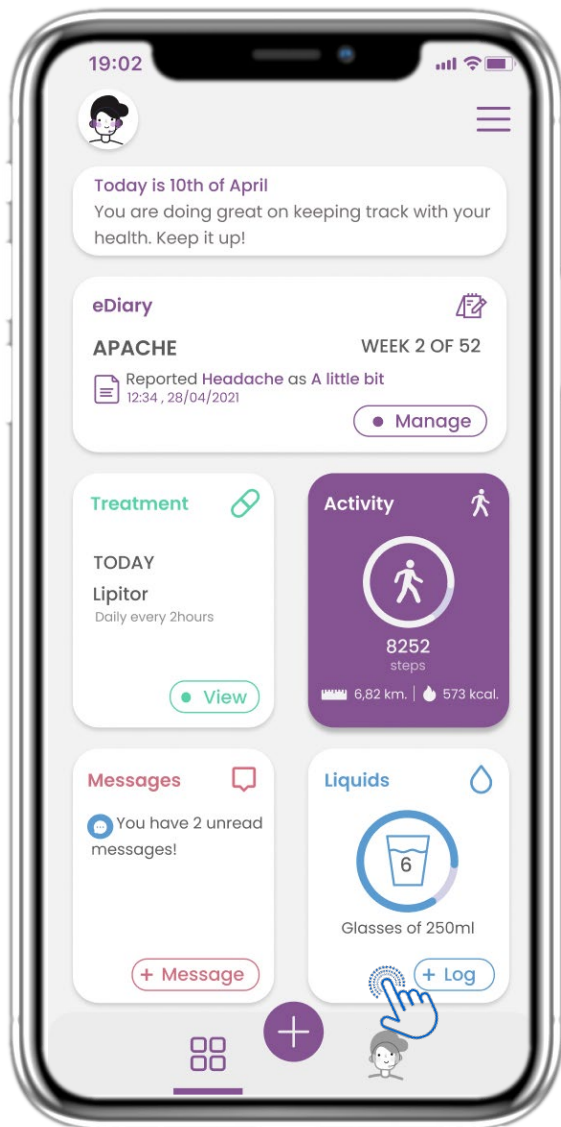 19:02
Today is 10th of April
You are doing great on keeping track with your
health. Keep it up!
eDiary
APACHE
WEEK 2 OF 52
Reported Headache as A little bit
12:34 , 28/04/2021
Manage
Treatment
TODAY
Lipitor
Daily every 2hours
View
Activity
8252
steps
6,82 km. | 573 kcal.
Messages
You have 2 unread
messages!
+ Message
Liquids
6
Glasses of 250ml
+ Log